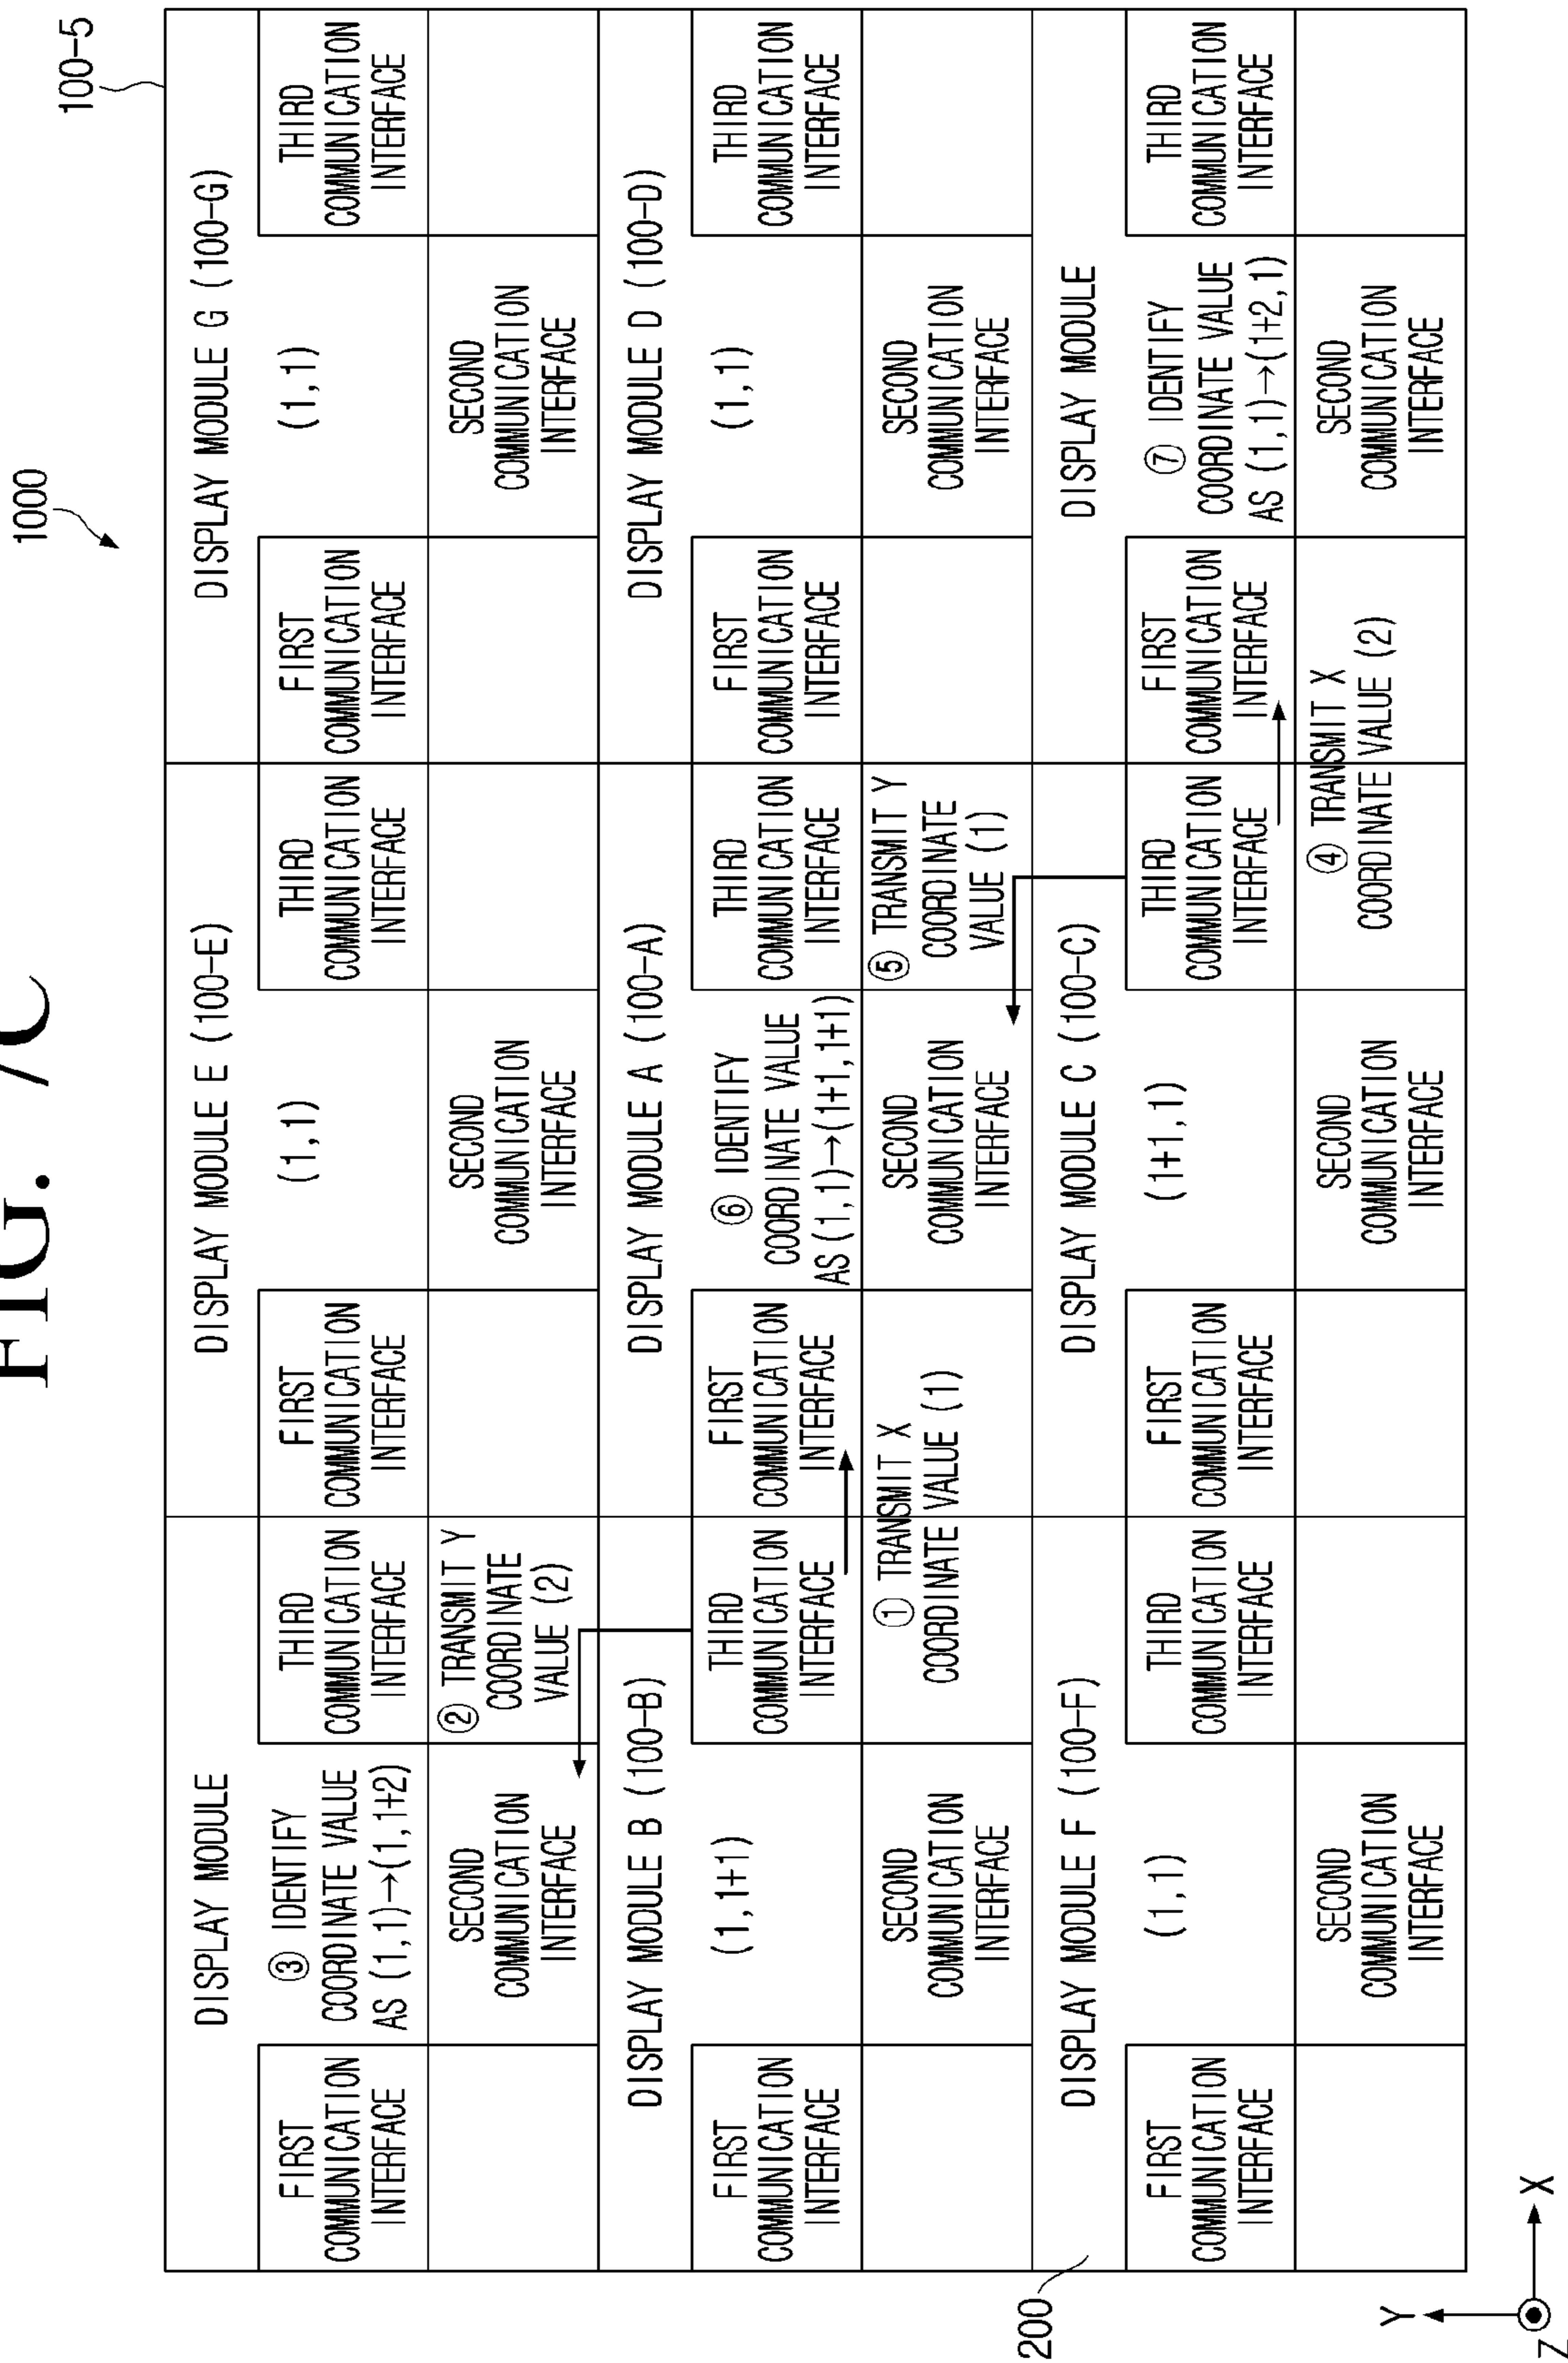 FIG. 7C
1000
100-5
DISPLAY MODULE
FIRST
COMMUNICATION
INTERFACE
③ IDENTIFY
COORDINATE VALUE
AS (1,1)→(1,1+2)
THIRD
COMMUNICATION
INTERFACE
SECOND
COMMUNICATION
INTERFACE
② TRANSMIT Y
COORDINATE
VALUE (2)
DISPLAY MODULE E (100-E)
FIRST
COMMUNICATION
INTERFACE
(1,1)
THIRD
COMMUNICATION
INTERFACE
SECOND
COMMUNICATION
INTERFACE
DISPLAY MODULE G (100-G)
FIRST
COMMUNICATION
INTERFACE
(1,1)
THIRD
COMMUNICATION
INTERFACE
SECOND
COMMUNICATION
INTERFACE
DISPLAY MODULE B (100-B)
FIRST
COMMUNICATION
INTERFACE
(1,1+1)
THIRD
COMMUNICATION
INTERFACE
SECOND
COMMUNICATION
INTERFACE
① TRANSMIT X
COORDINATE VALUE (1)
DISPLAY MODULE A (100-A)
FIRST
COMMUNICATION
INTERFACE
⑥ IDENTIFY
COORDINATE VALUE
AS (1,1)→(1+1,1+1)
THIRD
COMMUNICATION
INTERFACE
SECOND
COMMUNICATION
INTERFACE
⑤ TRANSMIT Y
COORDINATE
VALUE (1)
DISPLAY MODULE D (100-D)
FIRST
COMMUNICATION
INTERFACE
(1,1)
THIRD
COMMUNICATION
INTERFACE
SECOND
COMMUNICATION
INTERFACE
200
DISPLAY MODULE F (100-F)
FIRST
COMMUNICATION
INTERFACE
(1,1)
THIRD
COMMUNICATION
INTERFACE
SECOND
COMMUNICATION
INTERFACE
DISPLAY MODULE C (100-C)
FIRST
COMMUNICATION
INTERFACE
(1+1,1)
THIRD
COMMUNICATION
INTERFACE
SECOND
COMMUNICATION
INTERFACE
④ TRANSMIT X
COORDINATE VALUE (2)
DISPLAY MODULE
FIRST
COMMUNICATION
INTERFACE
⑦ IDENTIFY
COORDINATE VALUE
AS (1,1)→(1+2,1)
THIRD
COMMUNICATION
INTERFACE
SECOND
COMMUNICATION
INTERFACE
Y
Z
X